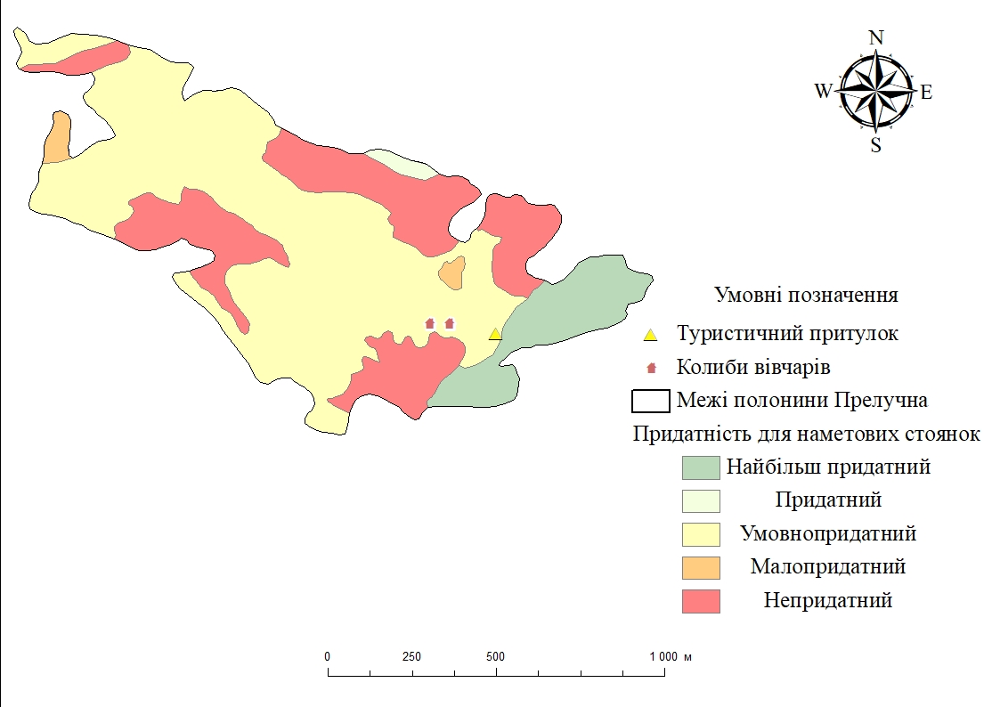 N
W E
S
Умовні позначення
Туристичний притулок
Колиби вівчарів
Межі полонини Прелучна
Придатність для наметових стоянок
Найбільш придатний
Придатний
Умовнопридатний
Малопридатний
Непридатний
0 250 500 1 000 м